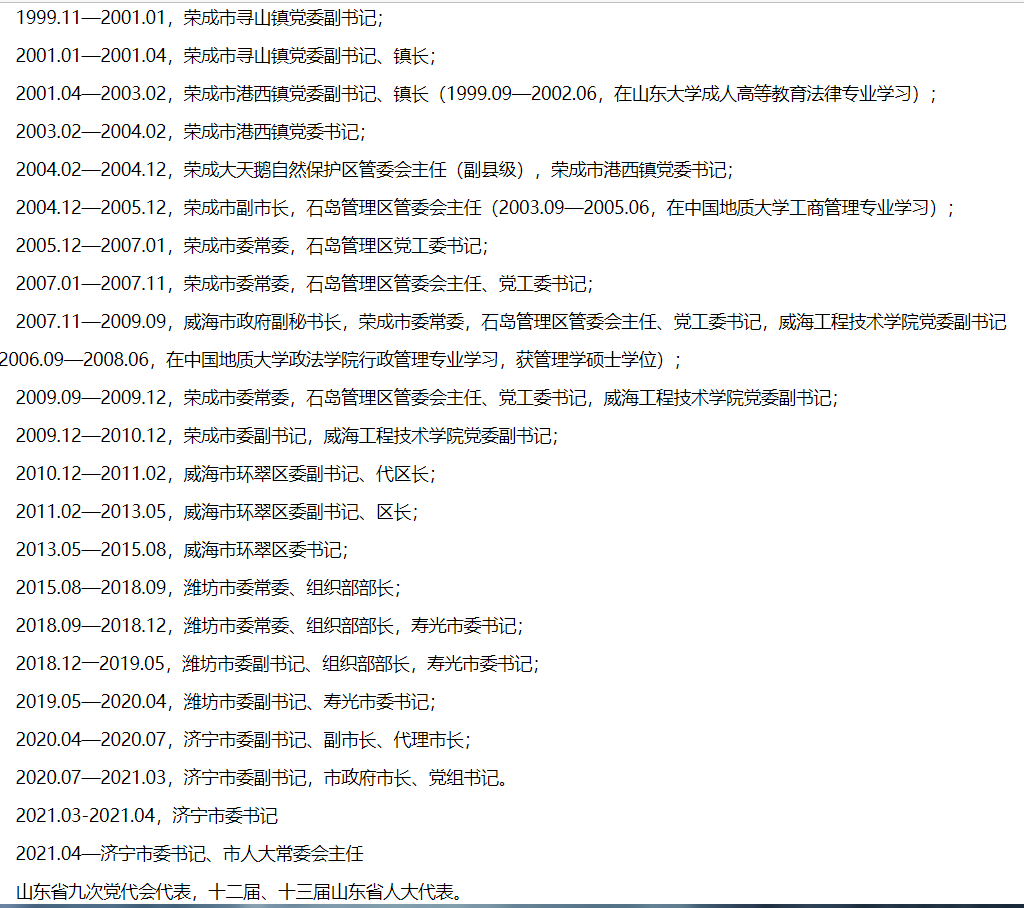 1999.11—2001.01，荣成市寻山镇党委副书记；
2001.01—2001.04，荣成市寻山镇党委副书记、镇长；
2001.04—2003.02，荣成市港西镇党委副书记、镇长（1999.09—2002.06，在山东大学成人高等教育法律专业学习）；
2003.02—2004.02，荣成市港西镇党委书记；
2004.02—2004.12，荣成大天鹅自然保护区管委会主任（副县级），荣成市港西镇党委书记；
2004.12—2005.12，荣成市副市长，石岛管理区管委会主任（2003.09—2005.06，在中国地质大学工商管理专业学习）；
2005.12—2007.01，荣成市委常委，石岛管理区党工委书记；
2007.01—2007.11，荣成市委常委，石岛管理区管委会主任、党工委书记；
2007.11—2009.09，威海市政府副秘书长，荣成市委常委，石岛管理区管委会主任、党工委书记，威海工程技术学院党委副书记
2006.09—2008.06，在中国地质大学政法学院行政管理专业学习，获管理学硕士学位）；
2009.09—2009.12，荣成市委常委，石岛管理区管委会主任、党工委书记，威海工程技术学院党委副书记；
2009.12—2010.12，荣成市委副书记，威海工程技术学院党委副书记；
2010.12—2011.02，威海市环翠区委副书记、代区长；
2011.02—2013.05，威海市环翠区委副书记、区长；
2013.05—2015.08，威海市环翠区委书记；
2015.08—2018.09，潍坊市委常委、组织部部长；
2018.09—2018.12，潍坊市委常委、组织部部长，寿光市委书记；
2018.12—2019.05，潍坊市委副书记、组织部部长，寿光市委书记；
2019.05—2020.04，潍坊市委副书记、寿光市委书记；
2020.04—2020.07，济宁市委副书记、副市长、代理市长；
2020.07—2021.03，济宁市委副书记，市政府市长、党组书记。
2021.03-2021.04，济宁市委书记
2021.04—济宁市委书记、市人大常委会主任
山东省九次党代会代表，十二届、十三届山东省人大代表。